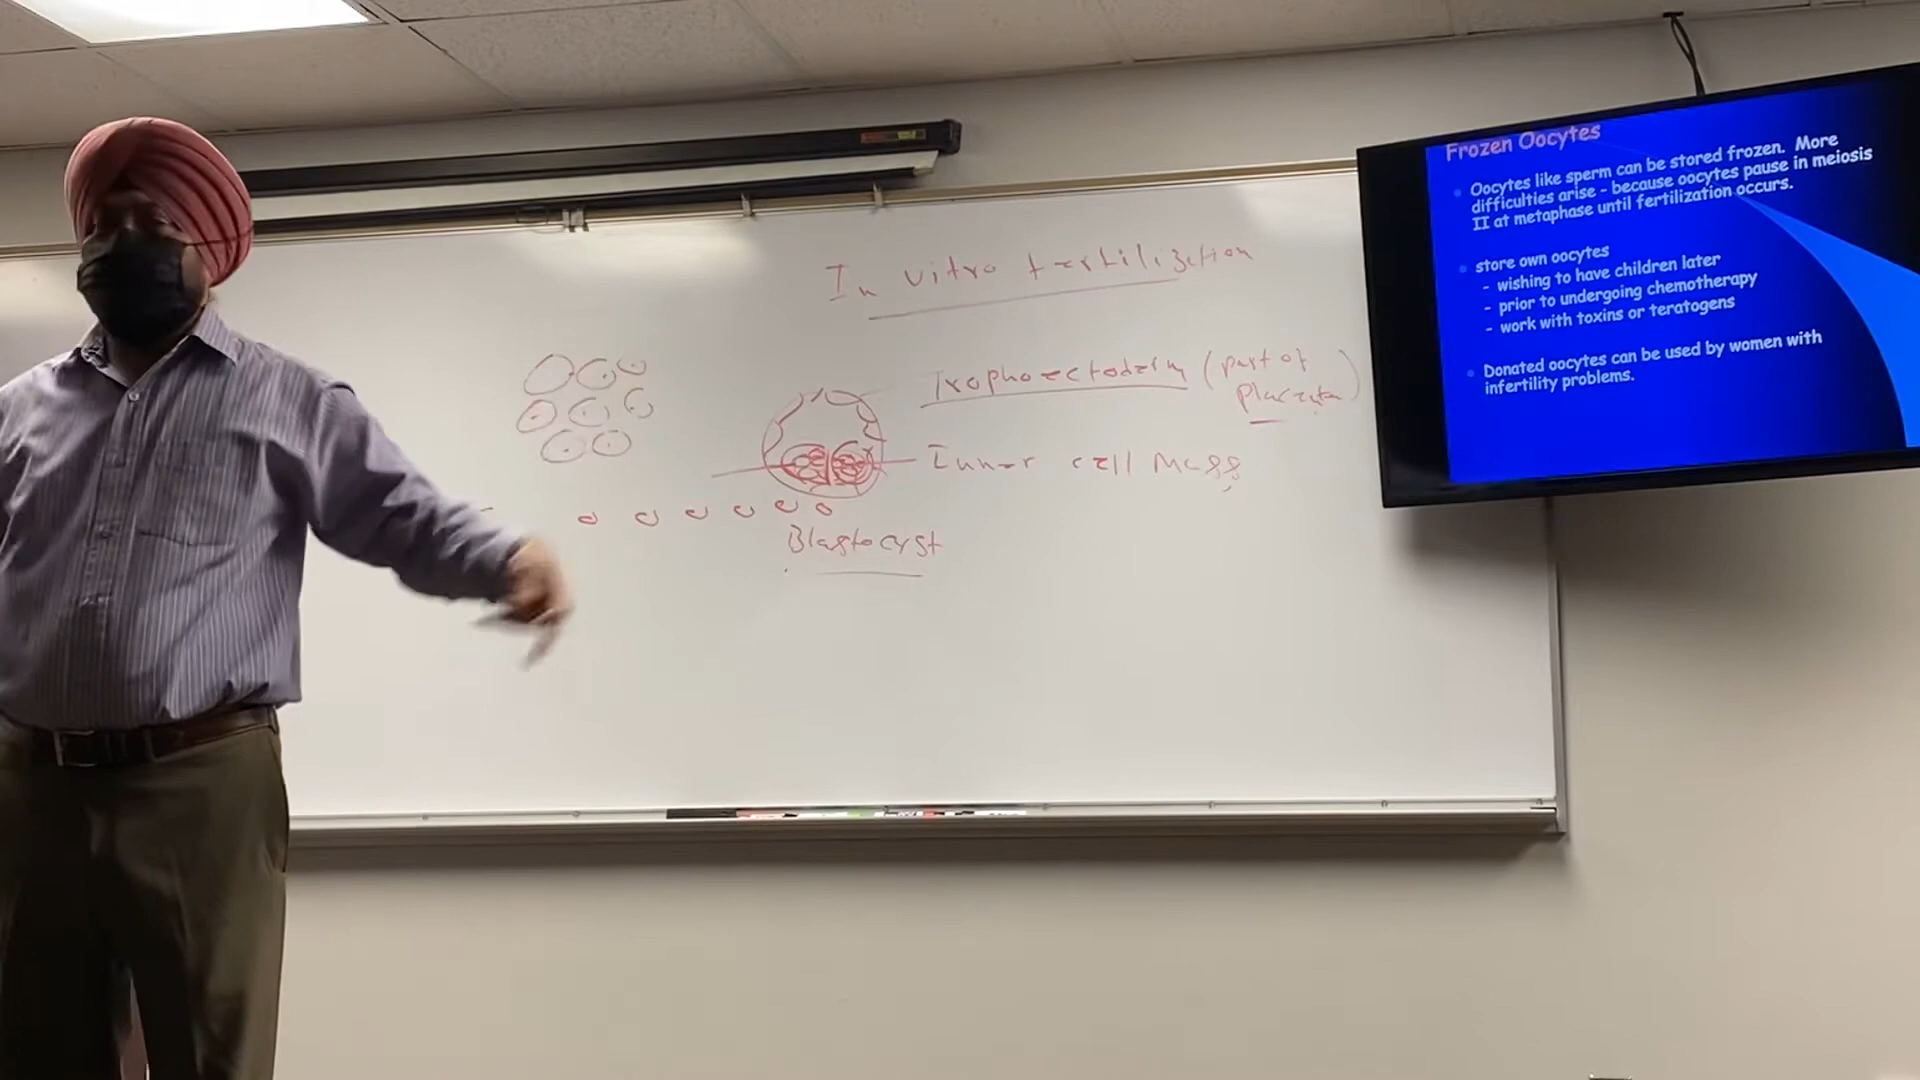 In vitro fertilization
Trophoectoderm (part of
placenta)
Inner cell Mass
Blastocyst
Frozen Oocytes
Oocytes like sperm can be stored frozen. More
difficulties arise - because oocytes pause in meiosis
II at metaphase until fertilization occurs.
store own oocytes
- wishing to have children later
- prior to undergoing chemotherapy
- work with toxins or teratogens
Donated oocytes can be used by women with
infertility problems.